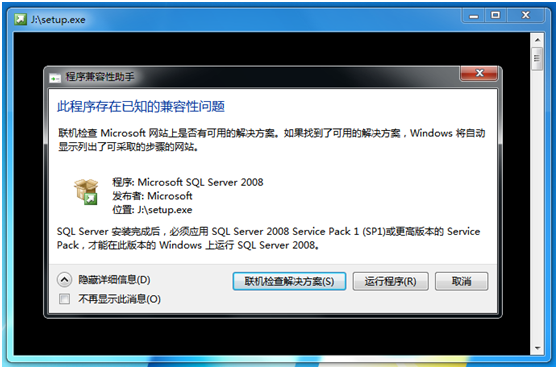 J:\setup.exe
程序兼容性助手
此程序存在已知的兼容性问题
联机检查 Microsoft 网站上是否有可用的解决方案。如果找到了可用的解决方案，Windows 将自动
显示列出了可采取的步骤的网站。
程序: Microsoft SQL Server 2008
发布者: Microsoft
位置: J:\setup.exe
SQL Server 安装完成后，必须应用 SQL Server 2008 Service Pack 1 (SP1)或更高版本的 Service
Pack，才能在此版本的 Windows 上运行 SQL Server 2008。
隐藏详细信息(D) 联机检查解决方案(S) 运行程序(R) 取消
不再显示此消息(O)